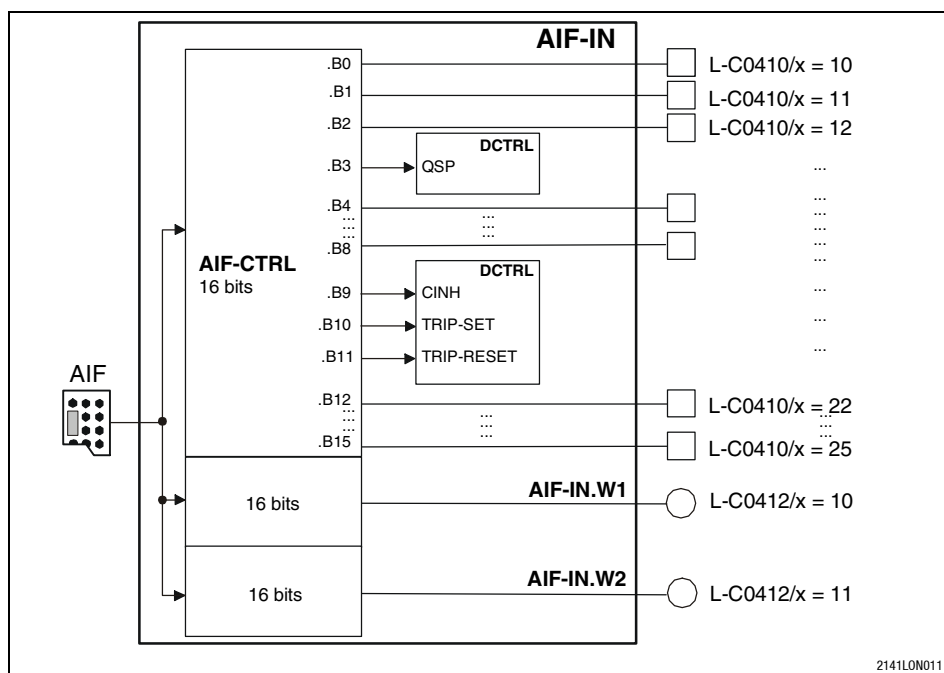 AIF-IN
.B0
L-C0410/x = 10
.B1
L-C0410/x = 11
.B2
L-C0410/x = 12
DCTRL
.B3
QSP
...
.B4
...
...
...
...
...
...
...
.B8
...
...
AIF-CTRL
16 bits
DCTRL
.B9
CINH
...
.B10
TRIP-SET
...
.B11
TRIP-RESET
...
AIF
.B12
L-C0410/x = 22
...
...
...
...
...
...
.B15
L-C0410/x = 25
16 bits
AIF-IN.W1
L-C0412/x = 10
16 bits
AIF-IN.W2
L-C0412/x = 11
2141LON011